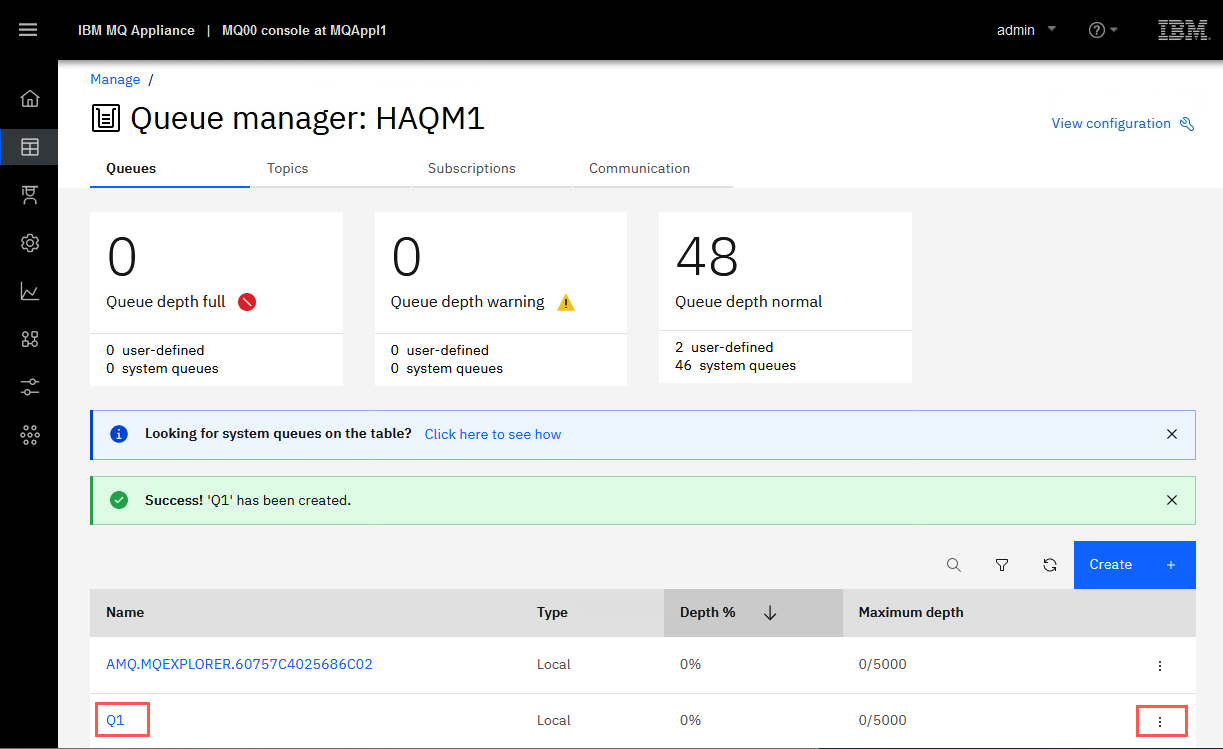 IBM MQ Appliance | MQ00 console at MQAppl1
admin
IBM
Manage /
Queue manager: HAQM1
View configuration
Queues Topics Subscriptions Communication
0
Queue depth full
0 user-defined
0 system queues
0
Queue depth warning
0 user-defined
0 system queues
48
Queue depth normal
2 user-defined
46 system queues
Looking for system queues on the table? Click here to see how
Success! 'Q1' has been created.
Create +
Name Type Depth % Maximum depth
AMQ.MQEXPLORER.60757C4025686C02 Local 0% 0/5000
Q1 Local 0% 0/5000